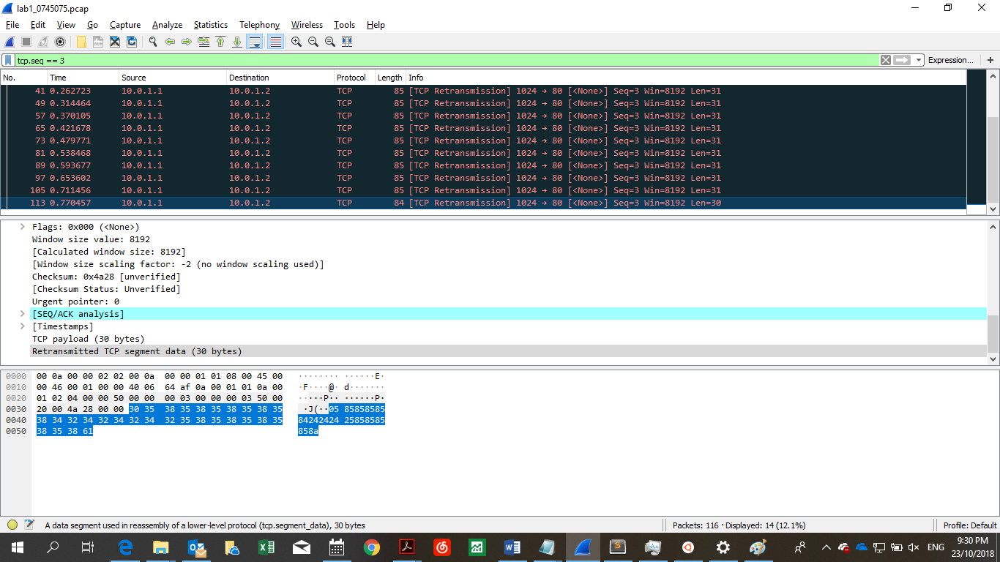 lab1_0745075.pcap
File Edit View Go Capture Analyze Statistics Telephony Wireless Tools Help
tcp.seq == 3
Expression... +
No. Time Source Destination Protocol Length Info
41 0.262723 10.0.1.1 10.0.1.2 TCP 85 [TCP Retransmission] 1024 → 80 [<None>] Seq=3 Win=8192 Len=31
49 0.314464 10.0.1.1 10.0.1.2 TCP 85 [TCP Retransmission] 1024 → 80 [<None>] Seq=3 Win=8192 Len=31
57 0.370105 10.0.1.1 10.0.1.2 TCP 85 [TCP Retransmission] 1024 → 80 [<None>] Seq=3 Win=8192 Len=31
65 0.421678 10.0.1.1 10.0.1.2 TCP 85 [TCP Retransmission] 1024 → 80 [<None>] Seq=3 Win=8192 Len=31
73 0.479771 10.0.1.1 10.0.1.2 TCP 85 [TCP Retransmission] 1024 → 80 [<None>] Seq=3 Win=8192 Len=31
81 0.538468 10.0.1.1 10.0.1.2 TCP 85 [TCP Retransmission] 1024 → 80 [<None>] Seq=3 Win=8192 Len=31
89 0.593677 10.0.1.1 10.0.1.2 TCP 85 [TCP Retransmission] 1024 → 80 [<None>] Seq=3 Win=8192 Len=31
97 0.653602 10.0.1.1 10.0.1.2 TCP 85 [TCP Retransmission] 1024 → 80 [<None>] Seq=3 Win=8192 Len=31
105 0.711456 10.0.1.1 10.0.1.2 TCP 85 [TCP Retransmission] 1024 → 80 [<None>] Seq=3 Win=8192 Len=31
113 0.770457 10.0.1.1 10.0.1.2 TCP 84 [TCP Retransmission] 1024 → 80 [<None>] Seq=3 Win=8192 Len=30
Flags: 0x000 (<None>)
Window size value: 8192
[Calculated window size: 8192]
[Window size scaling factor: -2 (no window scaling used)]
Checksum: 0x4a28 [unverified]
[Checksum Status: Unverified]
Urgent pointer: 0
[SEQ/ACK analysis]
[Timestamps]
TCP payload (30 bytes)
Retransmitted TCP segment data (30 bytes)
0000 00 0a 00 00 02 02 00 0a 00 00 01 01 08 00 45 00 ········ ······E·
0010 00 46 00 01 00 00 40 06 64 af 0a 00 01 01 0a 00 ·F····@· d·······
0020 01 02 04 00 00 50 00 00 00 03 00 00 00 03 50 00 ·····P·· ······P·
0030 20 00 4a 28 00 00 30 35 38 35 38 35 38 35 38 35 ·J(··05 85858585
0040 38 34 32 34 32 34 32 34 32 35 38 35 38 35 38 35 84242424 25858585
0050 38 35 38 61 858a
A data segment used in reassembly of a lower-level protocol (tcp.segment_data), 30 bytes
Packets: 116 · Displayed: 14 (12.1%)
Profile: Default
ENG
9:30 PM
23/10/2018